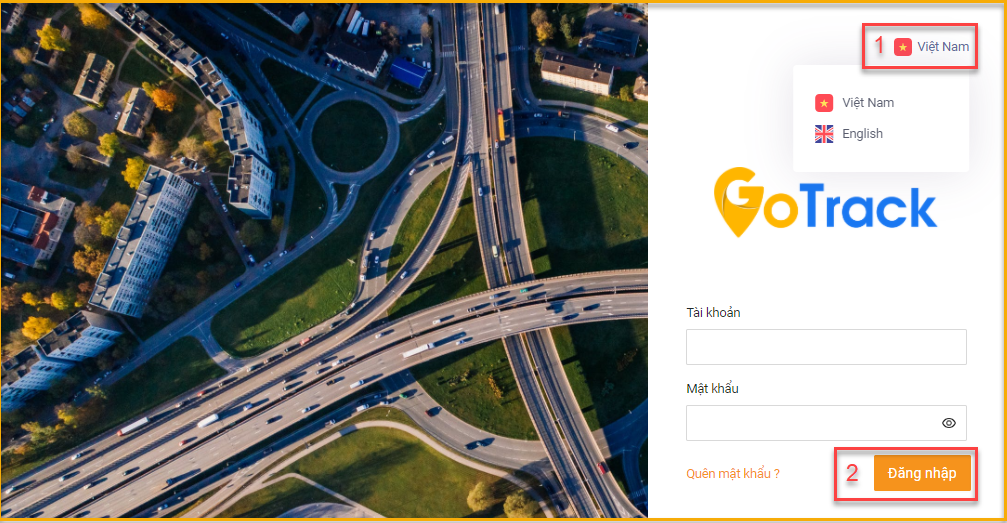 1 Việt Nam
Việt Nam
English
GoTrack
Tài khoản
Mật khẩu
Quên mật khẩu ?
2 Đăng nhập